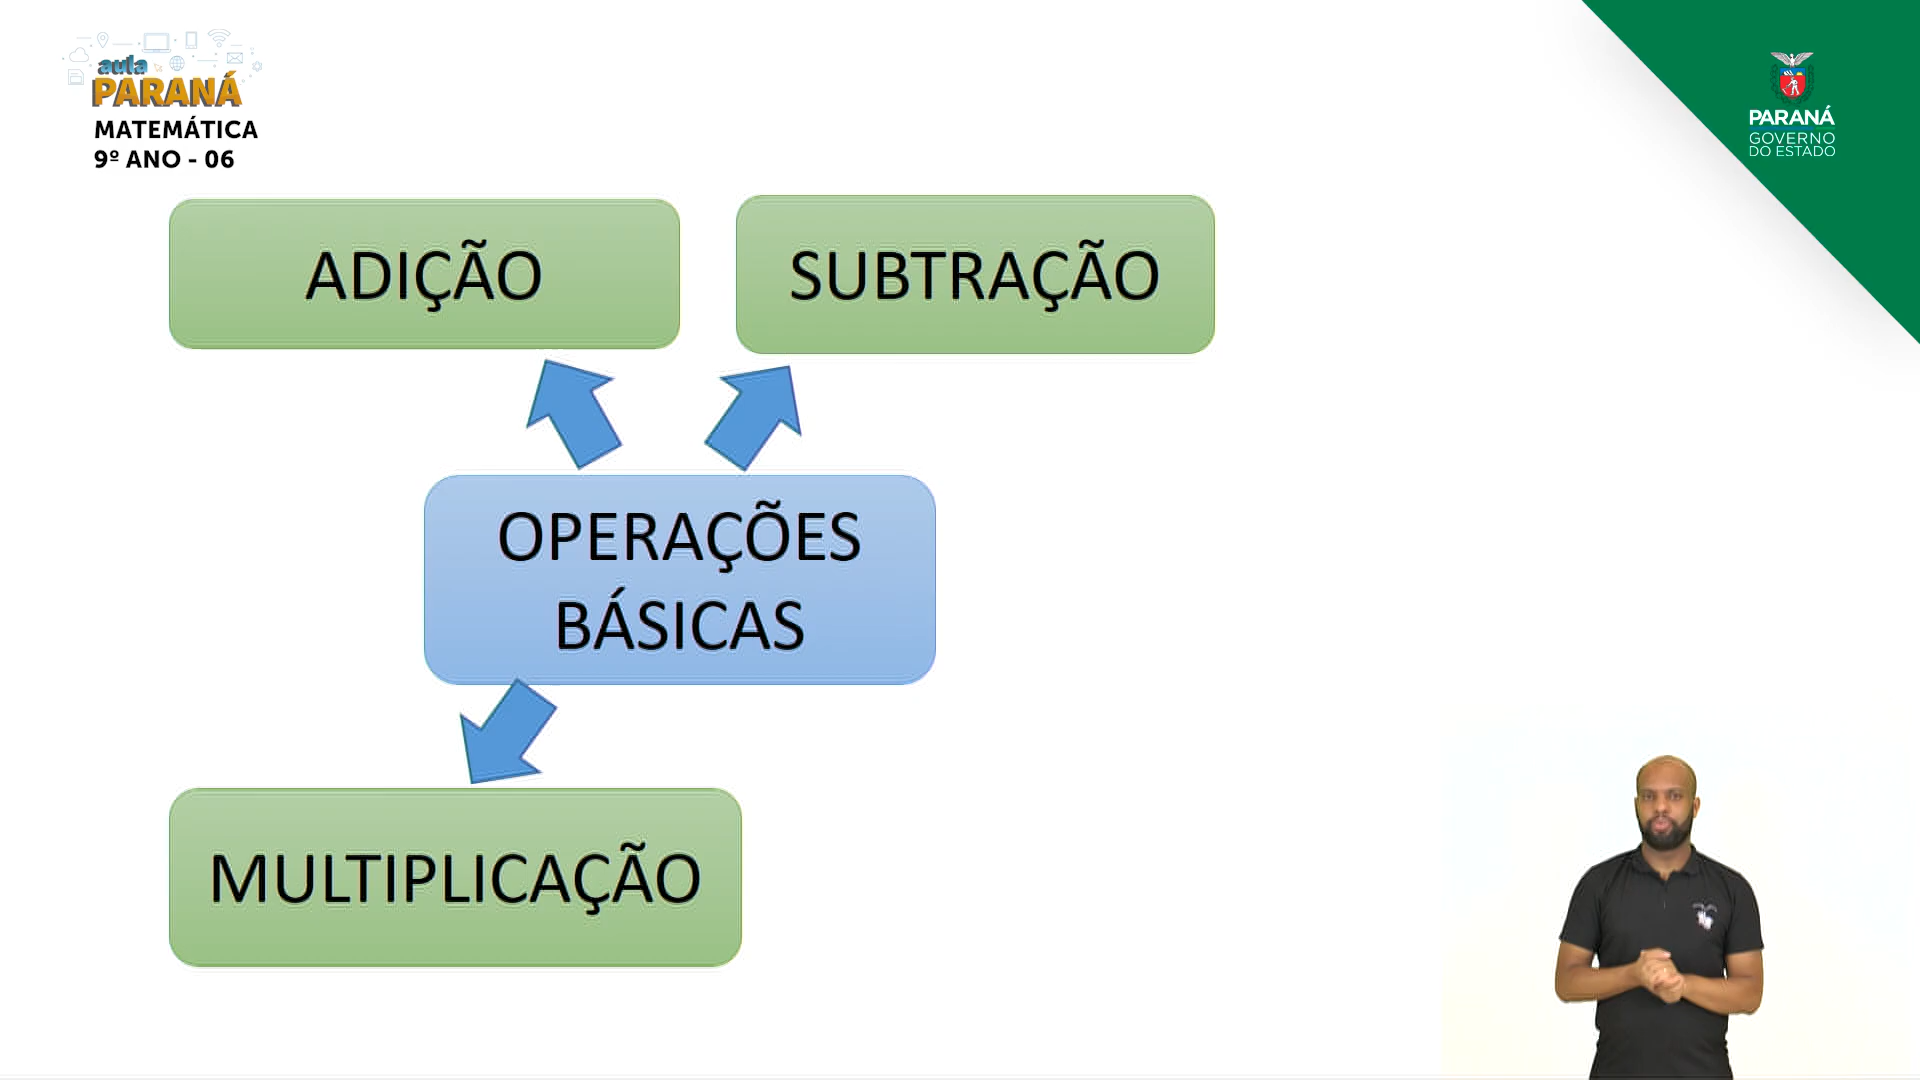 aula
PARANÁ
MATEMÁTICA
9º ANO - 06
PARANÁ
GOVERNO
DO ESTADO
ADIÇÃO
SUBTRAÇÃO
OPERAÇÕES
BÁSICAS
MULTIPLICAÇÃO